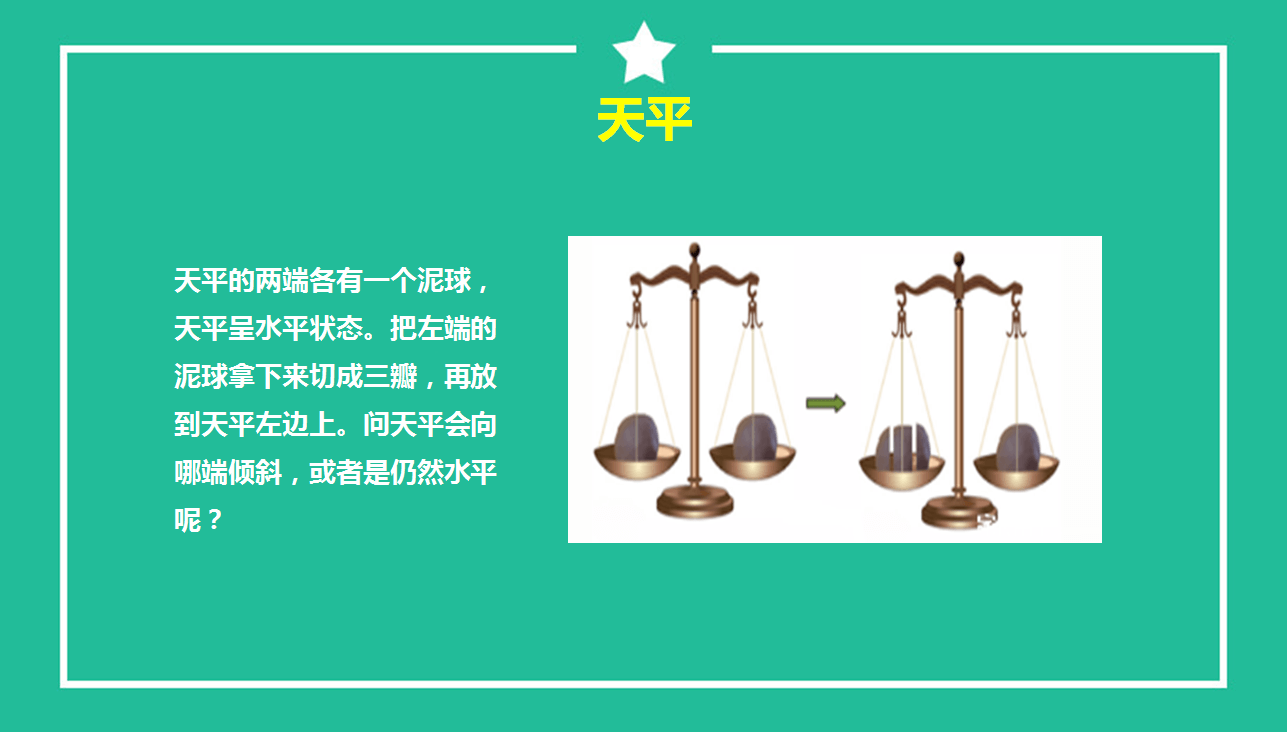 天平
天平的两端各有一个泥球，
天平呈水平状态。把左端的
泥球拿下来切成三瓣，再放
到天平左边上。问天平会向
哪端倾斜，或者是仍然水平
呢？